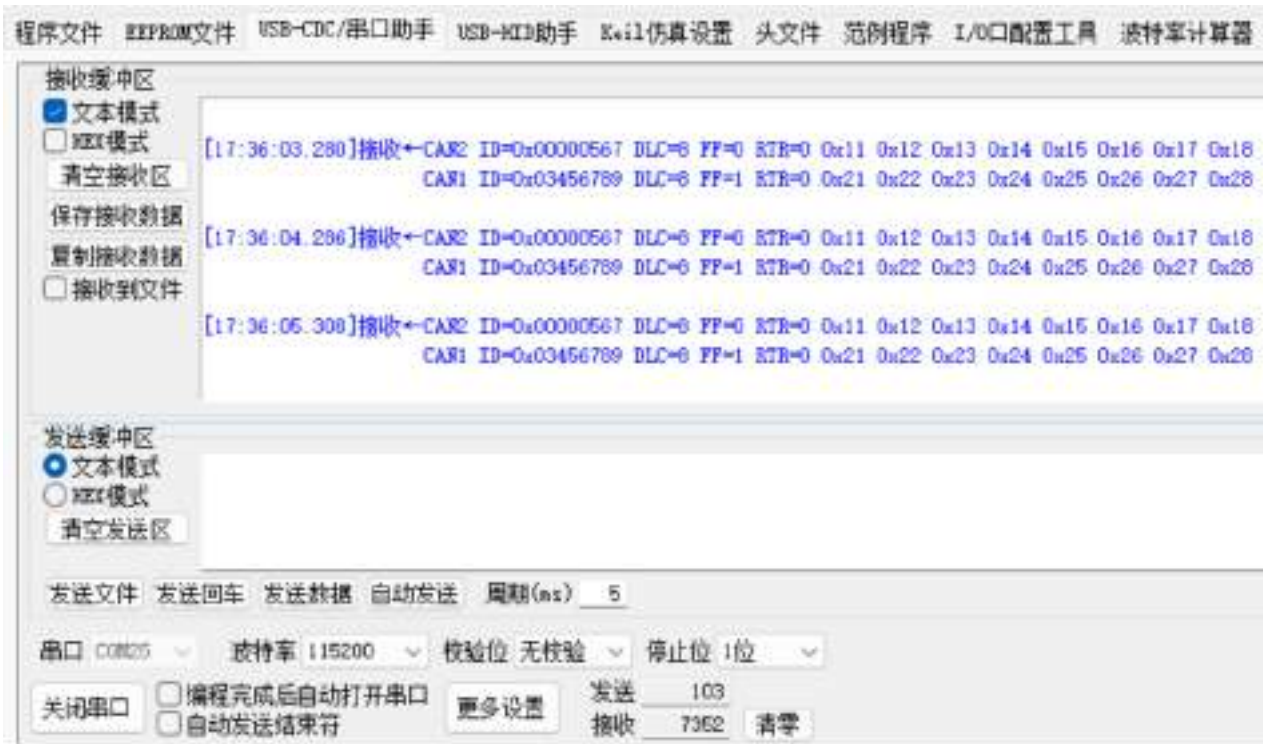 程序文件 EEPROM文件 USB-CDC/串口助手 USB-HID助手 Keil仿真设置 头文件 范例程序 I/O口配置工具 波特率计算器
接收缓冲区
文本模式
HEX模式
清空接收区
保存接收数据
复制接收数据
接收到文件
[17:36:03.280]接收←CAN2 ID=0x00000567 DLC=8 FF=0 RTR=0 0x11 0x12 0x13 0x14 0x15 0x16 0x17 0x18
CAN1 ID=0x03456789 DLC=8 FF=1 RTR=0 0x21 0x22 0x23 0x24 0x25 0x26 0x27 0x28
[17:36:04.286]接收←CAN2 ID=0x00000567 DLC=8 FF=0 RTR=0 0x11 0x12 0x13 0x14 0x15 0x16 0x17 0x18
CAN1 ID=0x03456789 DLC=8 FF=1 RTR=0 0x21 0x22 0x23 0x24 0x25 0x26 0x27 0x28
[17:36:05.308]接收←CAN2 ID=0x00000567 DLC=8 FF=0 RTR=0 0x11 0x12 0x13 0x14 0x15 0x16 0x17 0x18
CAN1 ID=0x03456789 DLC=8 FF=1 RTR=0 0x21 0x22 0x23 0x24 0x25 0x26 0x27 0x28
发送缓冲区
文本模式
HEX模式
清空发送区
发送文件 发送回车 发送数据 自动发送 周期(ms) 5
串口 COM25 波特率 115200 校验位 无校验 停止位 1位
关闭串口
编程完成后自动打开串口
自动发送结束符
更多设置
发送 103
接收 7352 清零